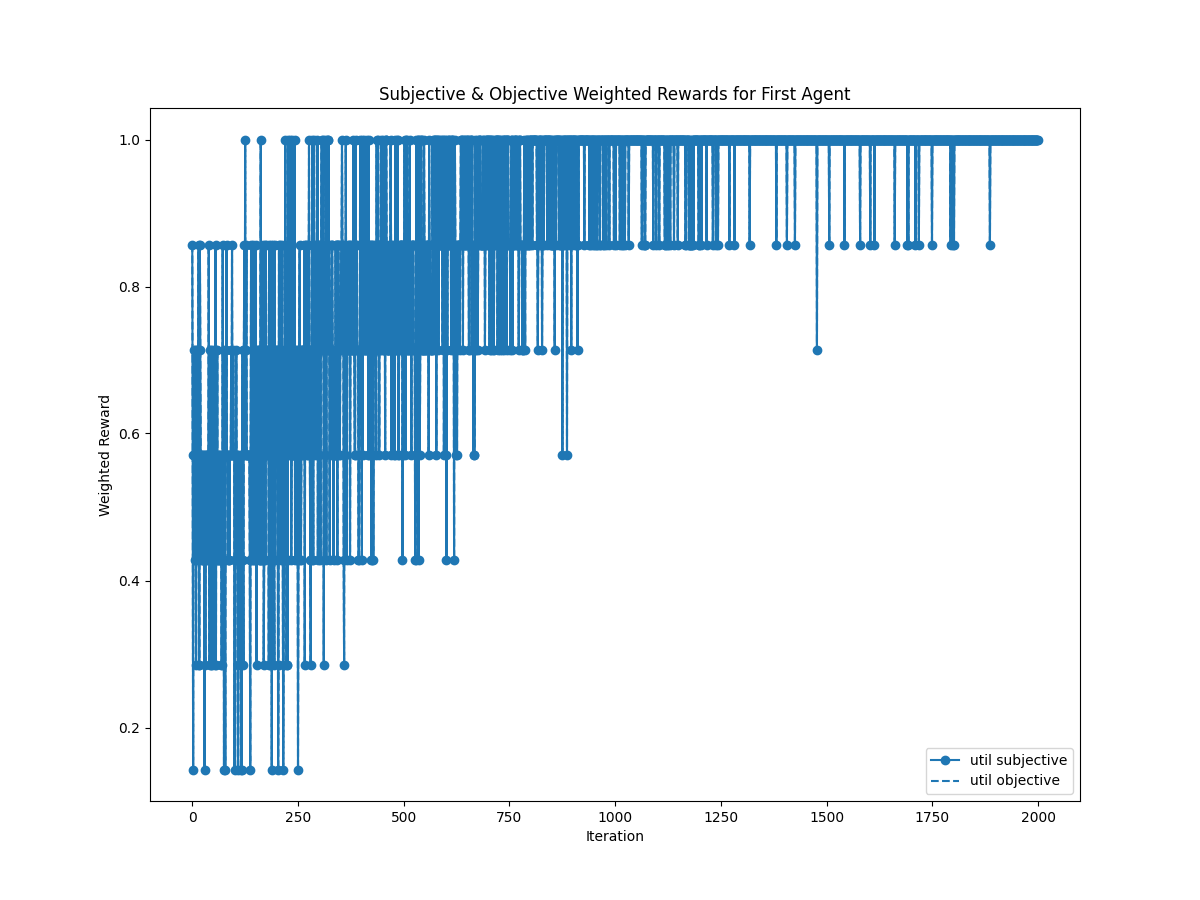 Subjective & Objective Weighted Rewards for First Agent
Weighted Reward
1.0
0.8
0.6
0.4
0.2
0
250
500
750
1000
1250
1500
1750
2000
Iteration
util subjective
util objective